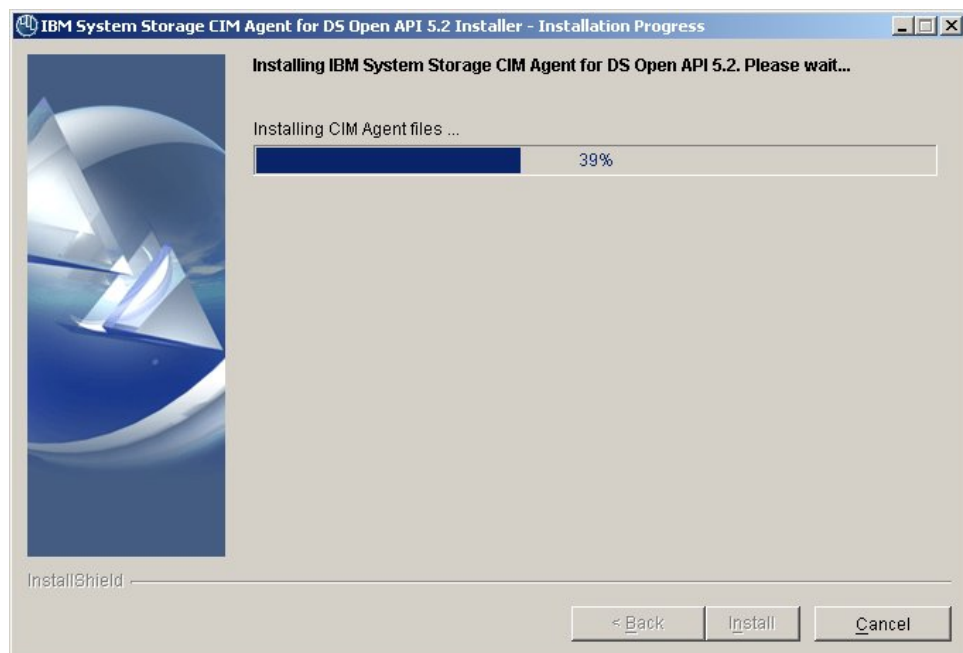 IBM System Storage CIM Agent for DS Open API 5.2 Installer - Installation Progress
Installing IBM System Storage CIM Agent for DS Open API 5.2. Please wait...
Installing CIM Agent files ...
39%
InstallShield
< Back Install Cancel